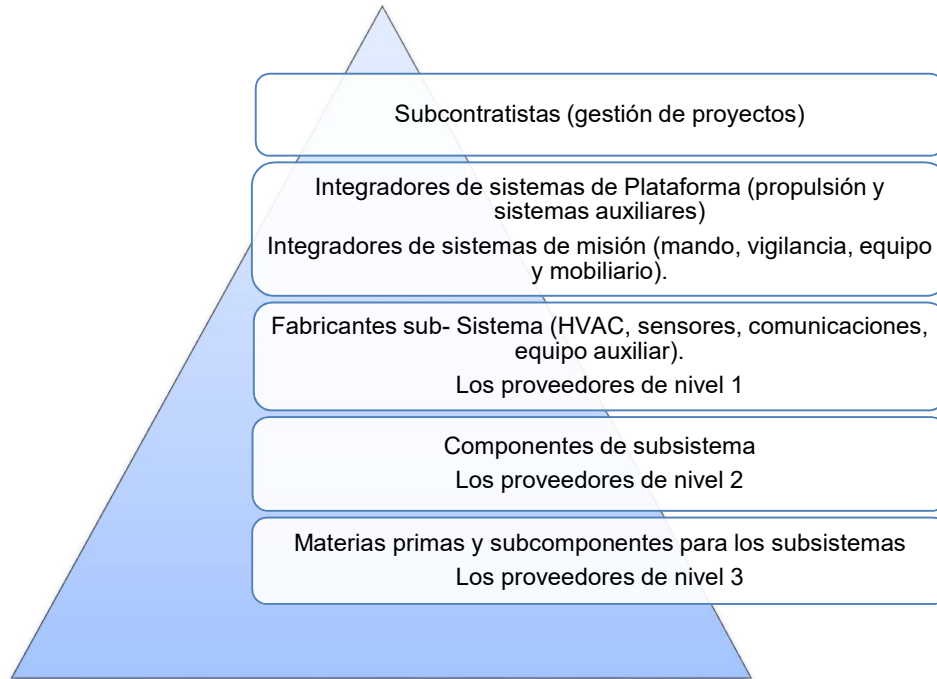 Subcontratistas (gestión de proyectos)
Integradores de sistemas de Plataforma (propulsión y
sistemas auxiliares)
Integradores de sistemas de misión (mando, vigilancia, equipo
y mobiliario).
Fabricantes sub- Sistema (HVAC, sensores, comunicaciones,
equipo auxiliar).
Los proveedores de nivel 1
Componentes de subsistema
Los proveedores de nivel 2
Materias primas y subcomponentes para los subsistemas
Los proveedores de nivel 3